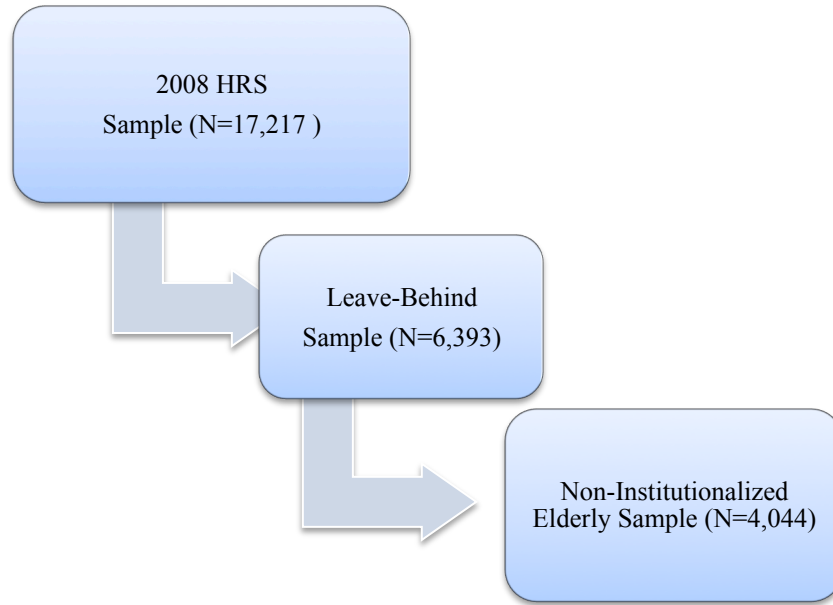 2008 HRS
Sample (N=17,217 )
Leave-Behind
Sample (N=6,393)
Non-Institutionalized
Elderly Sample (N=4,044)